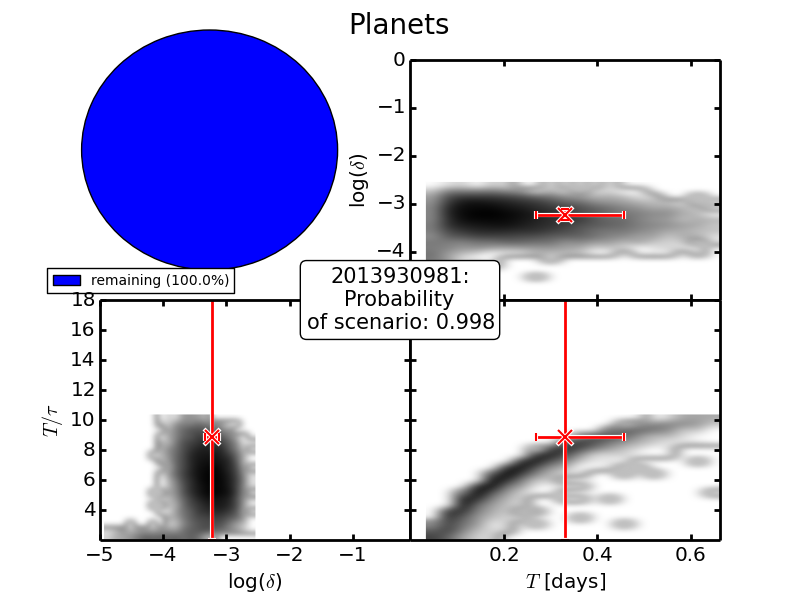 Planets
remaining (100.0%)
0
−1
−2
−3
−4
log(δ)
2013930981:
Probability
of scenario: 0.998
18
16
14
12
10
8
6
4
T/τ
−5 −4 −3 −2 −1
log(δ)
0.2 0.4 0.6
T [days]